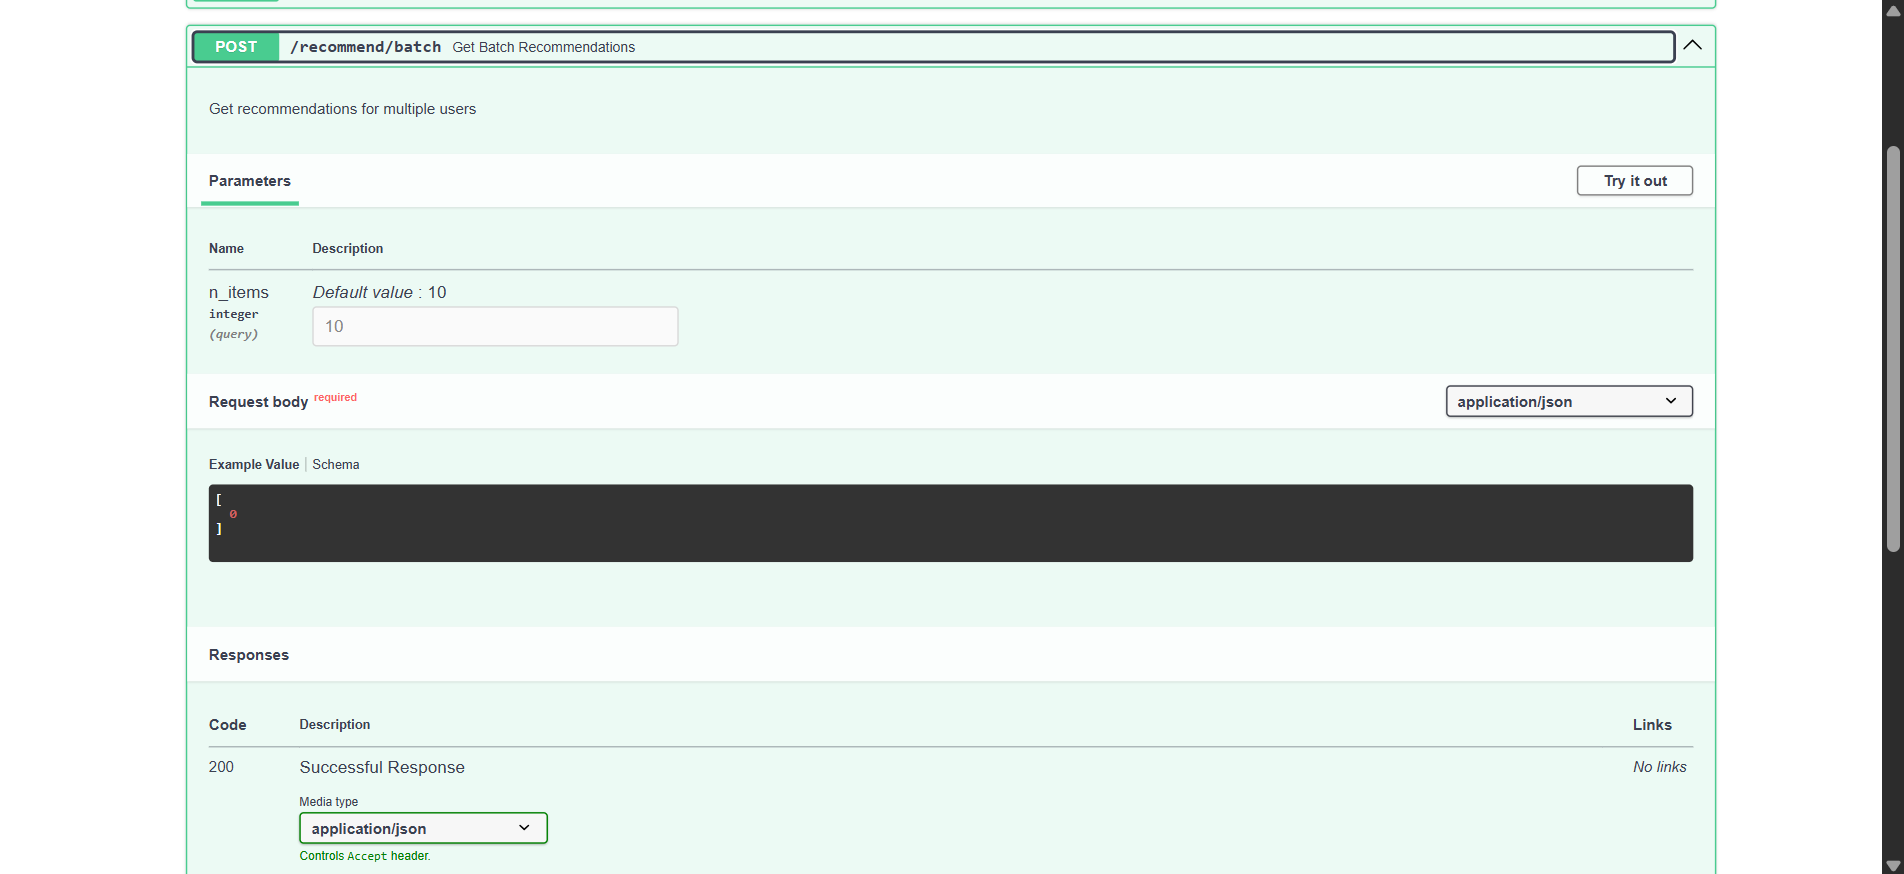 POST /recommend/batch Get Batch Recommendations
Get recommendations for multiple users
Parameters
Try it out
Name Description
n_items Default value : 10
integer
(query)
10
Request body required
application/json
Example Value | Schema
[
0
]
Responses
Code Description Links
200 Successful Response No links
Media type
application/json
Controls Accept header.